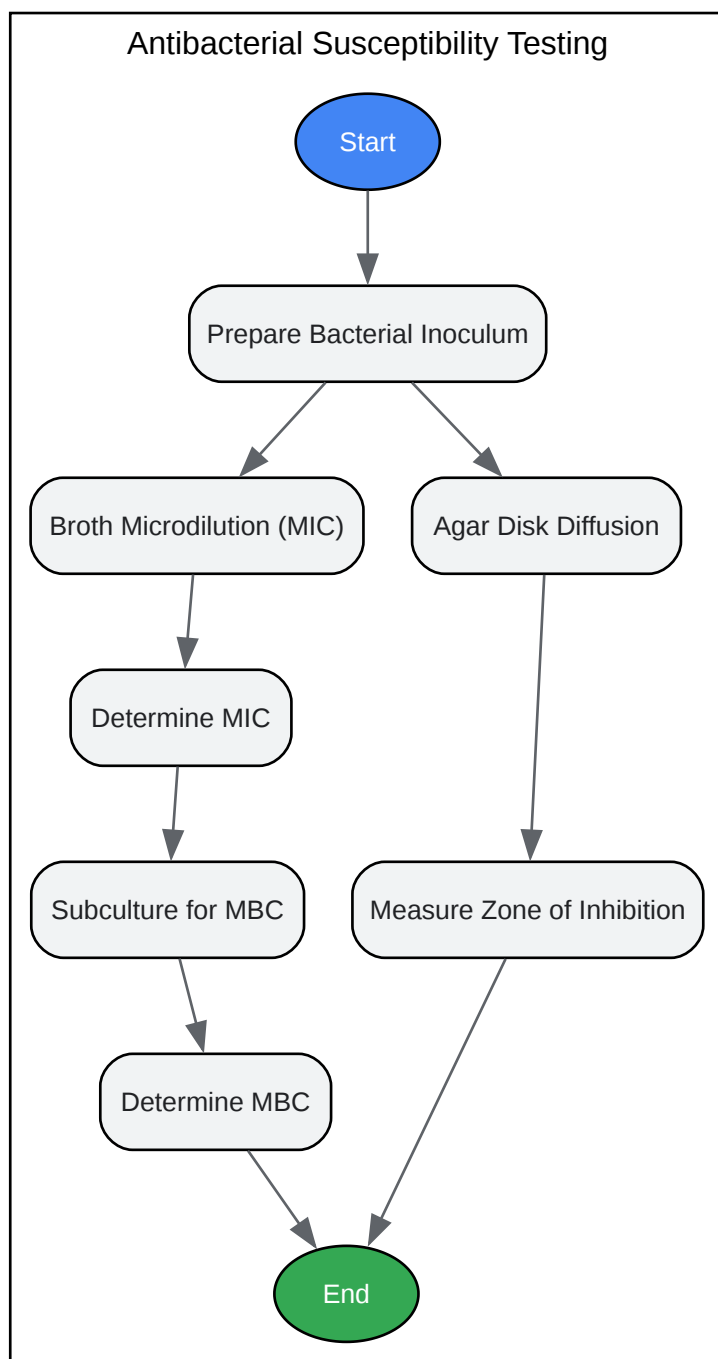 Antibacterial Susceptibility Testing
Start
Prepare Bacterial Inoculum
Broth Microdilution (MIC)
Agar Disk Diffusion
Determine MIC
Subculture for MBC
Measure Zone of Inhibition
Determine MBC
End